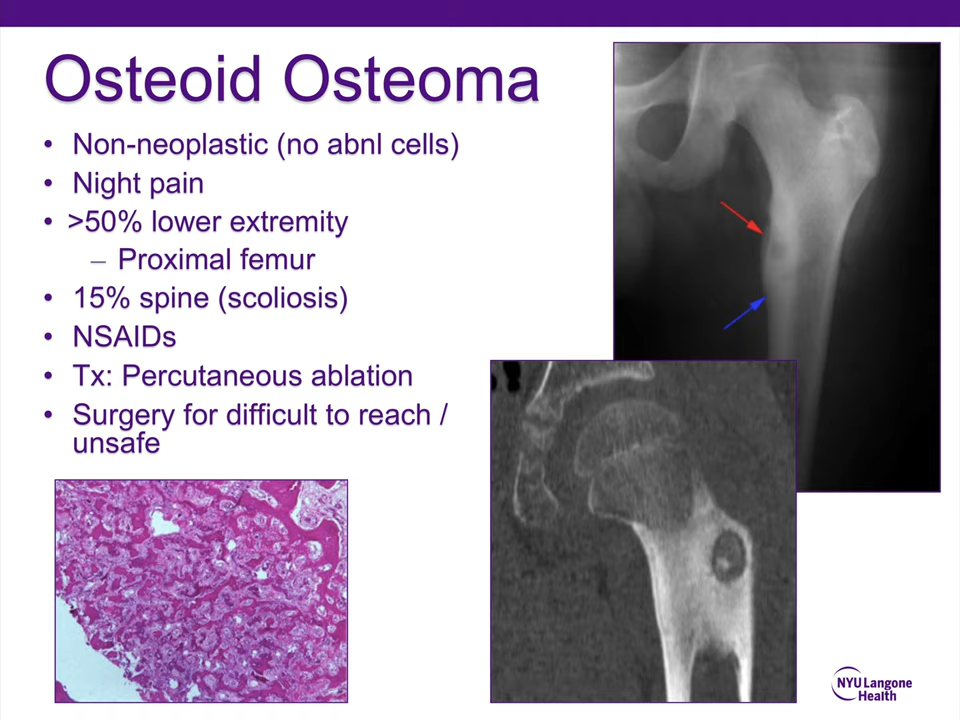 Osteoid Osteoma
• Non-neoplastic (no abnl cells)
• Night pain
• >50% lower extremity
– Proximal femur
• 15% spine (scoliosis)
• NSAIDs
• Tx: Percutaneous ablation
• Surgery for difficult to reach /
unsafe
NYU Langone
Health